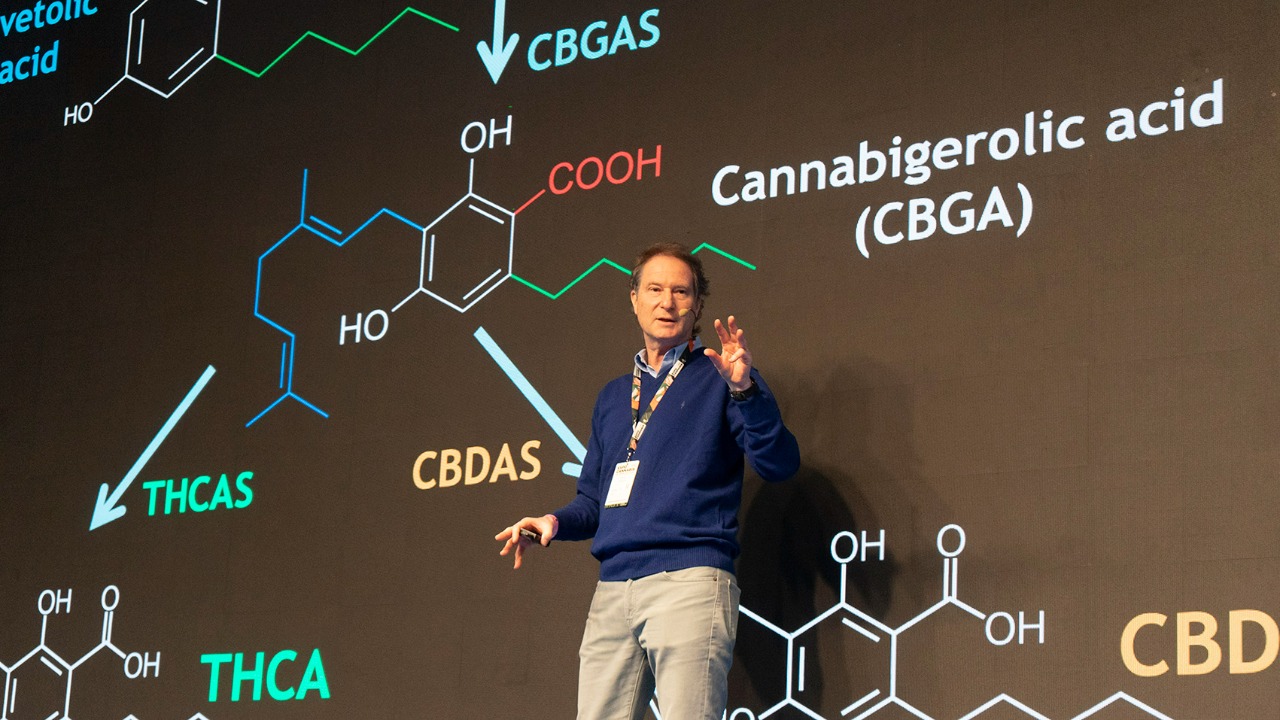 vetolic
acid
HO
CBGAS
OH
COOH
Cannabigerolic acid
(CBGA)
HO
CBDAS
THCAS
OH
O
OH
THCA
OH
O
OH
CBD